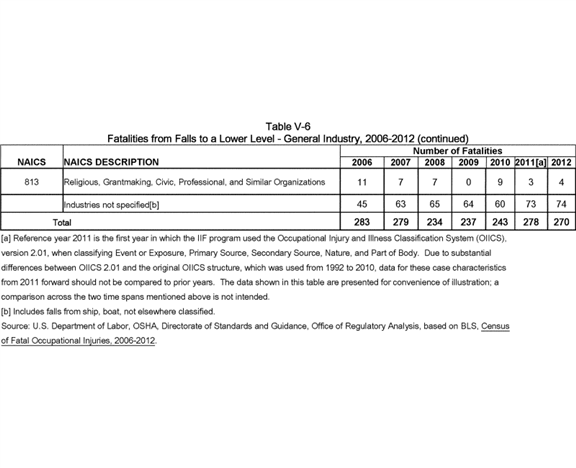 Table V-6
Fatalities from Falls to a Lower Level - General Industry, 2006-2012 (continued)
Number of Fatalities
NAICS NAICS DESCRIPTION 2006 2007 2008 2009 2010 2011[a] 2012
813 Religious, Grantmaking, Civic, Professional, and Similar Organizations 11 7 7 0 9 3 4
Industries not specified[b] 45 63 65 64 60 73 74
Total 283 279 234 237 243 278 270
[a] Reference year 2011 is the first year in which the IIF program used the Occupational Injury and Illness Classification System (OIICS),
version 2.01, when classifying Event or Exposure, Primary Source, Secondary Source, Nature, and Part of Body. Due to substantial
differences between OIICS 2.01 and the original OIICS structure, which was used from 1992 to 2010, data for these case characteristics
from 2011 forward should not be compared to prior years. The data shown in this table are presented for convenience of illustration; a
comparison across the two time spans mentioned above is not intended.
[b] Includes falls from ship, boat, not elsewhere classified.
Source: U.S. Department of Labor, OSHA, Directorate of Standards and Guidance, Office of Regulatory Analysis, based on BLS, Census
of Fatal Occupational Injuries, 2006-2012.